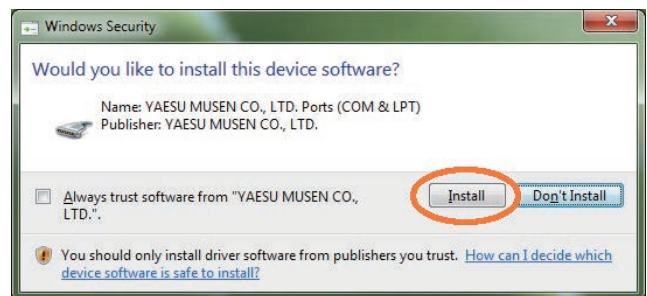 Windows Security
Would you like to install this device software?
Name: YAESU MUSEN CO., LTD. Ports (COM & LPT)
Publisher: YAESU MUSEN CO., LTD.
Always trust software from "YAESU MUSEN CO.,
LTD.".
Install
Don't Install
You should only install driver software from publishers you trust. How can I decide which
device software is safe to install?